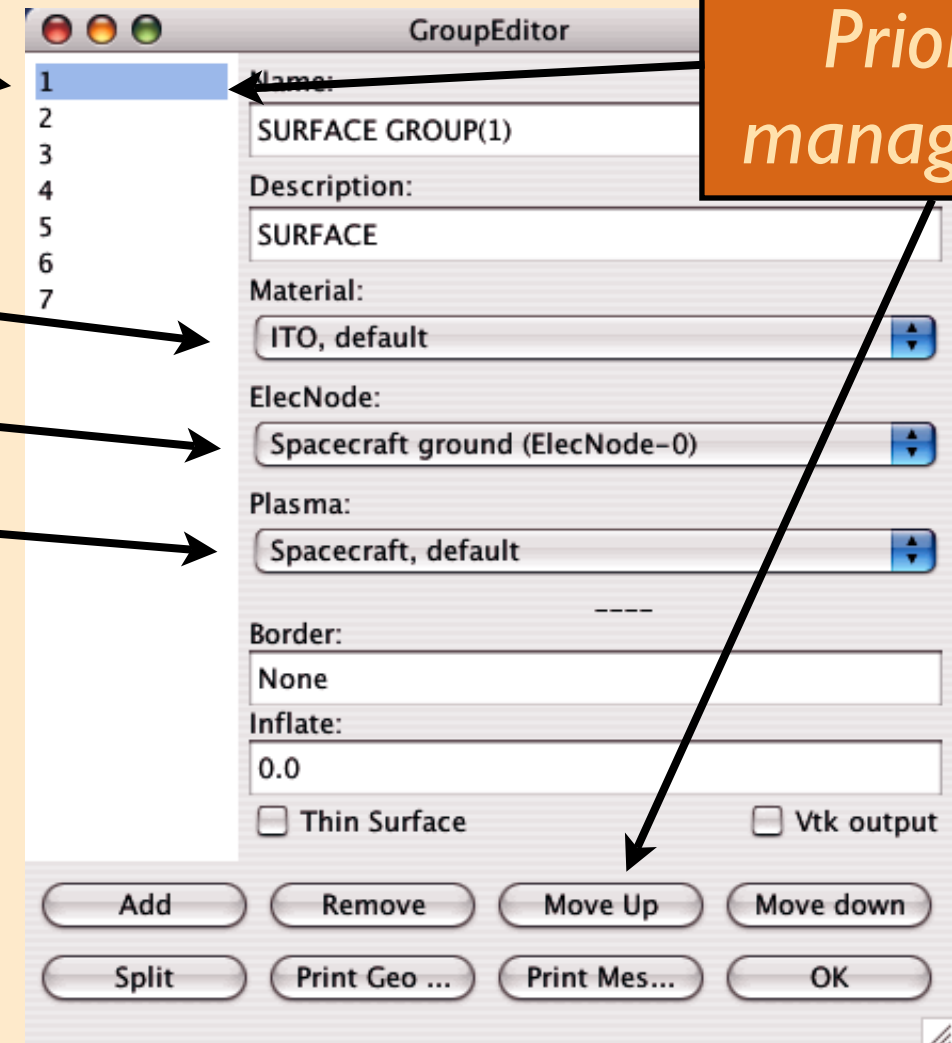 GroupEditor
1
2
3
4
5
6
7
Name:
SURFACE GROUP(1)
Description:
SURFACE
Material:
ITO, default
ElecNode:
Spacecraft ground (ElecNode-0)
Plasma:
Spacecraft, default
----
Border:
None
Inflate:
0.0
Thin Surface
Vtk output
Add
Remove
Move Up
Move down
Split
Print Geo ...
Print Mes...
OK